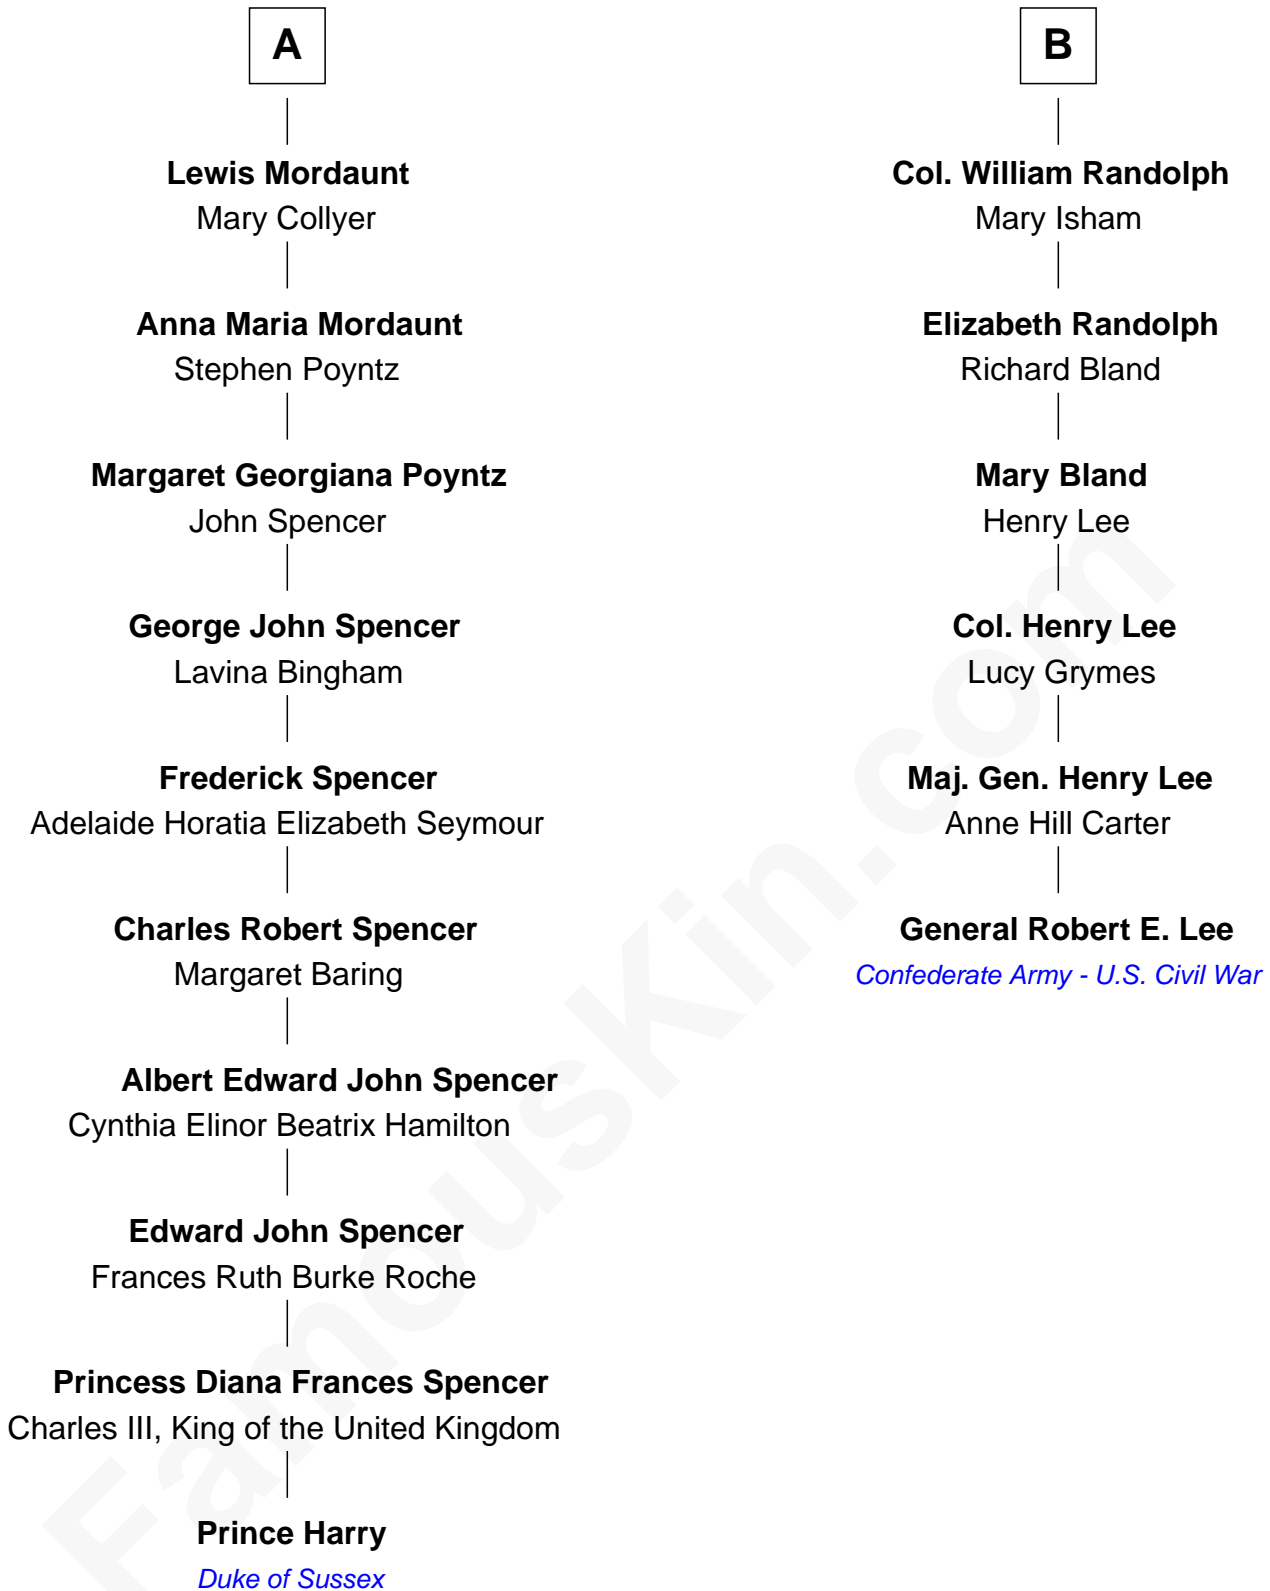 A
Lewis Mordaunt
Mary Collyer
Anna Maria Mordaunt
Stephen Poyntz
Margaret Georgiana Poyntz
John Spencer
George John Spencer
Lavina Bingham
Frederick Spencer
Adelaide Horatia Elizabeth Seymour
Charles Robert Spencer
Margaret Baring
Albert Edward John Spencer
Cynthia Elinor Beatrix Hamilton
Edward John Spencer
Frances Ruth Burke Roche
Princess Diana Frances Spencer
Charles III, King of the United Kingdom
Prince Harry
Duke of Sussex
B
Col. William Randolph
Mary Isham
Elizabeth Randolph
Richard Bland
Mary Bland
Henry Lee
Col. Henry Lee
Lucy Grymes
Maj. Gen. Henry Lee
Anne Hill Carter
General Robert E. Lee
Confederate Army - U.S. Civil War
FamousKin.com